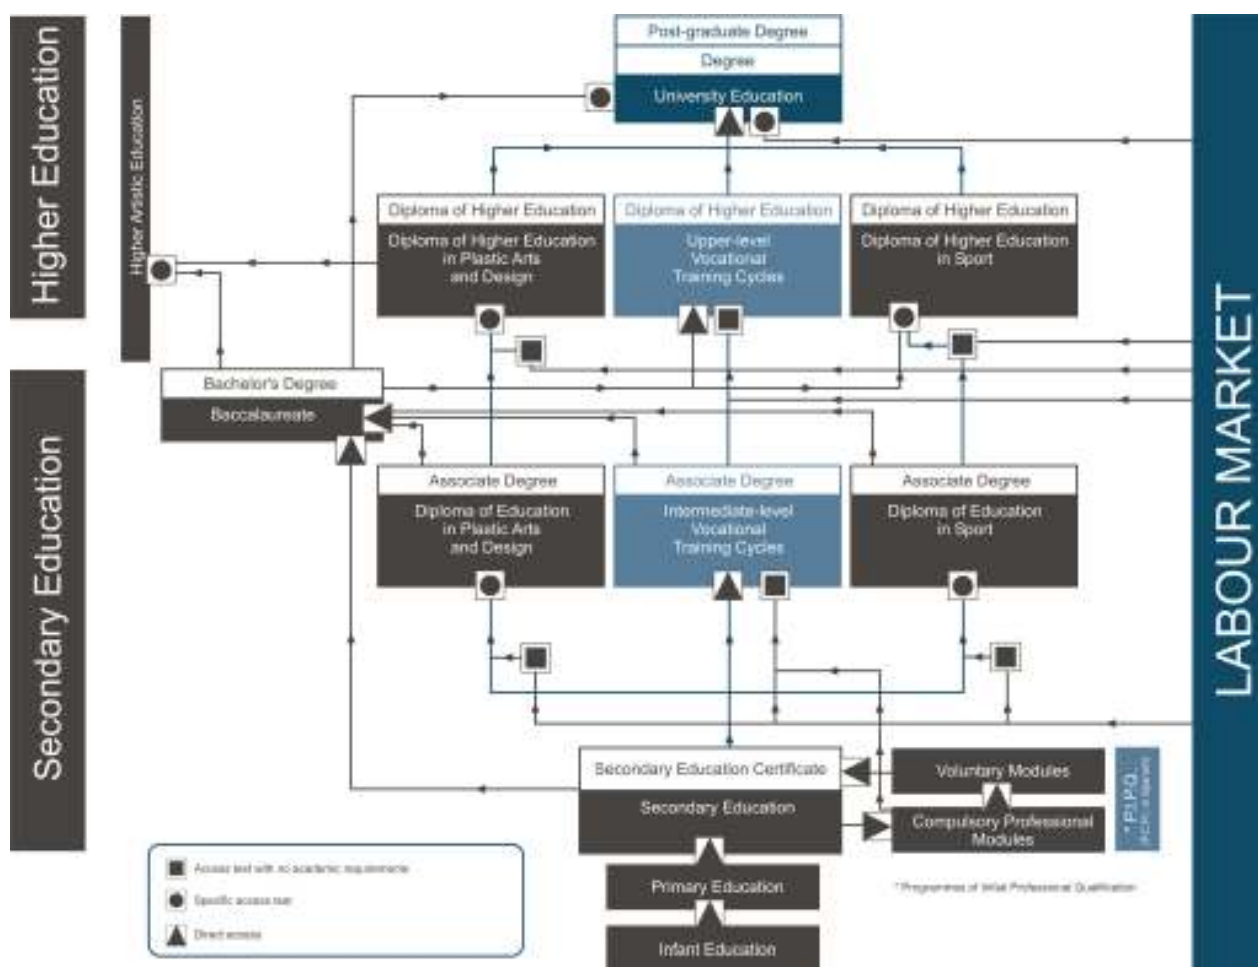 Higher Education
Secondary Education
Higher Artistic Education
LABOUR MARKET
Post-graduate Degree
Degree
University Education
Diploma of Higher Education
Diploma of Higher Education
in Plastic Arts
and Design
Diploma of Higher Education
Upper-level
Vocational
Training Cycles
Diploma of Higher Education
Diploma of Higher Education
in Sport
Bachelor's Degree
Baccalaureate
Associate Degree
Diploma of Education
in Plastic Arts
and Design
Associate Degree
Intermediate-level
Vocational
Training Cycles
Associate Degree
Diploma of Education
in Sport
Secondary Education Certificate
Secondary Education
Voluntary Modules
Compulsory Professional
Modules
* P.I.P.Q.
Primary Education
Infant Education
* Programmes of Initial Professional Qualification
Access test with no academic requirements
Specific access test
Direct access